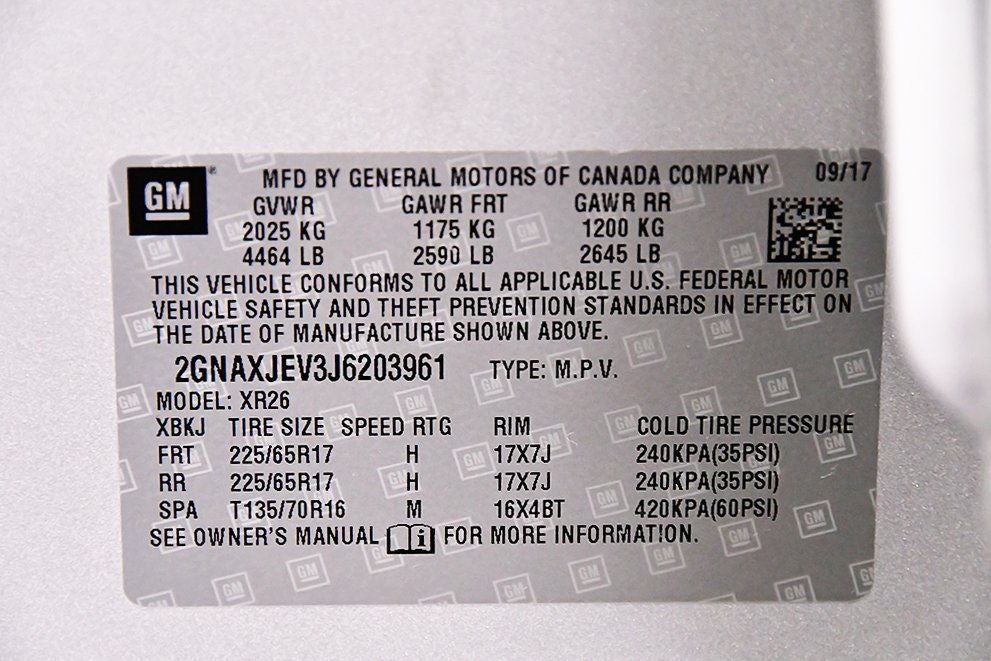 GM MFD BY GENERAL MOTORS OF CANADA COMPANY 09/17
GVWR GAWR FRT GAWR RR
2025 KG 1175 KG 1200 KG
4464 LB 2590 LB 2645 LB
THIS VEHICLE CONFORMS TO ALL APPLICABLE U.S. FEDERAL MOTOR
VEHICLE SAFETY AND THEFT PREVENTION STANDARDS IN EFFECT ON
THE DATE OF MANUFACTURE SHOWN ABOVE.
2GNAXJEV3J6203961 TYPE: M.P.V.
MODEL: XR26
XBKJ TIRE SIZE SPEED RTG RIM COLD TIRE PRESSURE
FRT 225/65R17 H 17X7J 240KPA(35PSI)
RR 225/65R17 H 17X7J 240KPA(35PSI)
SPA T135/70R16 M 16X4BT 420KPA(60PSI)
SEE OWNER'S MANUAL i FOR MORE INFORMATION.